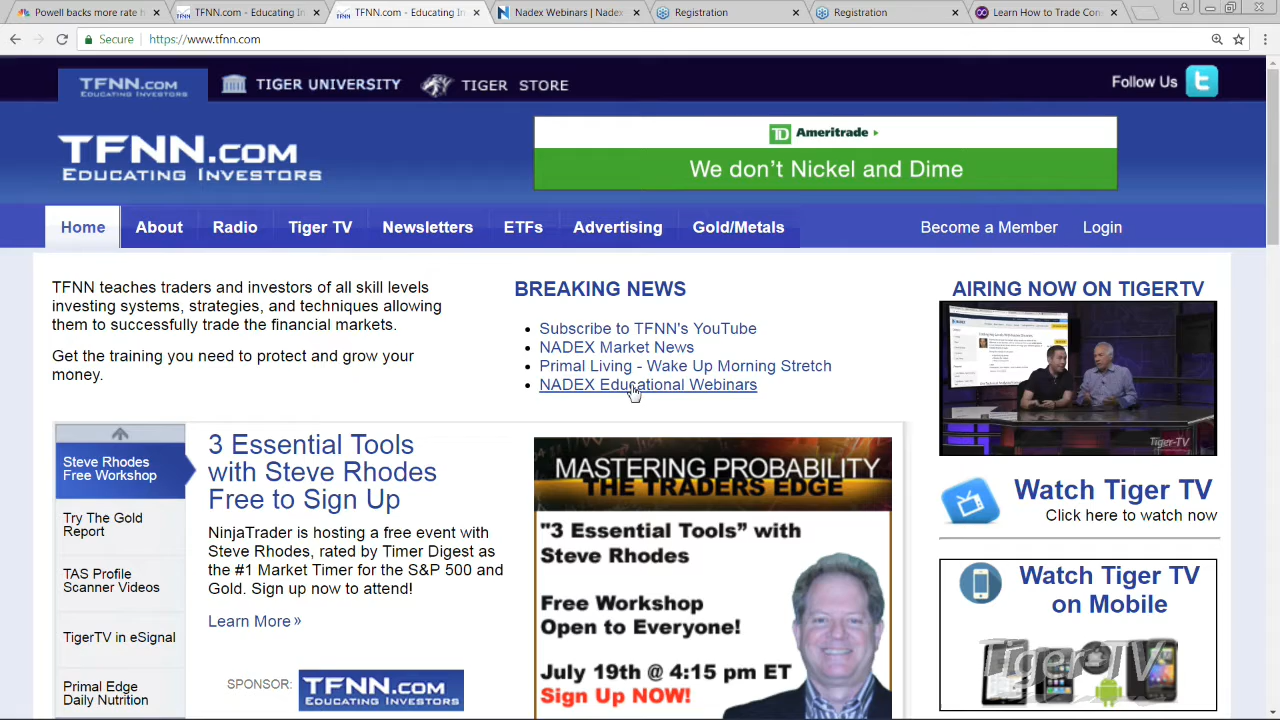 Powell backs more rate h
TFNN.com - Educating In
TFNN.com - Educating In
Nadex Webinars | Nadex
Registration
Registration
Learn How to Trade Con
Secure
https://www.tfnn.com
TFNN.COM
EDUCATING INVESTORS
TIGER UNIVERSITY
TIGER STORE
Follow Us
TFNN.COM
EDUCATING INVESTORS
TD Ameritrade
We don't Nickel and Dime
Home
About
Radio
Tiger TV
Newsletters
ETFs
Advertising
Gold/Metals
Become a Member
Login
TFNN teaches traders and investors of all skill levels
investing systems, strategies, and techniques allowing
them to successfully trade the financial markets.
Get the training you need to protect and grow your
money.
BREAKING NEWS
Subscribe to TFNN's YouTube
NADEX Market News
Primal Living - Wake Up Morning Stretch
NADEX Educational Webinars
AIRING NOW ON TIGERTV
Tiger-TV
Watch Tiger TV
Click here to watch now
Watch Tiger TV
on Mobile
TigerTV
Steve Rhodes
Free Workshop
Try The Gold
Report
TAS Profile
Scanner Videos
TigerTV in eSignal
Primal Edge
Daily Nutrition
3 Essential Tools
with Steve Rhodes
Free to Sign Up
NinjaTrader is hosting a free event with
Steve Rhodes, rated by Timer Digest as
the #1 Market Timer for the S&P 500 and
Gold. Sign up now to attend!
Learn More »
SPONSOR:
TFNN.COM
EDUCATING INVESTORS
MASTERING PROBABILITY
THE TRADERS EDGE
"3 Essential Tools" with
Steve Rhodes
Free Workshop
Open to Everyone!
July 19th @ 4:15 pm ET
Sign Up NOW!